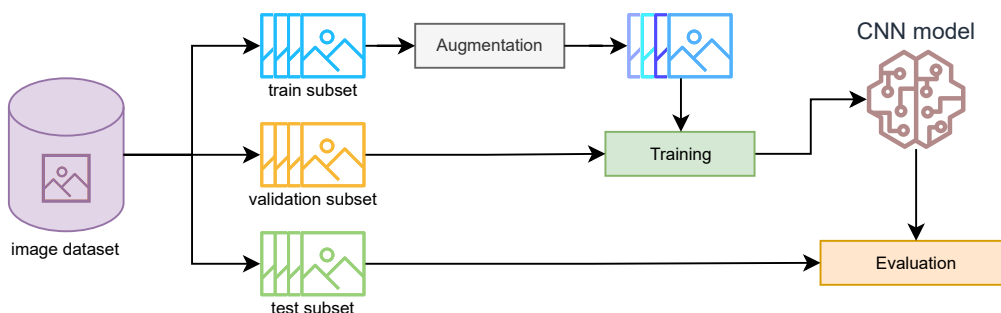 CNN model
Augmentation
train subset
Training
validation subset
image dataset
Evaluation
test subset